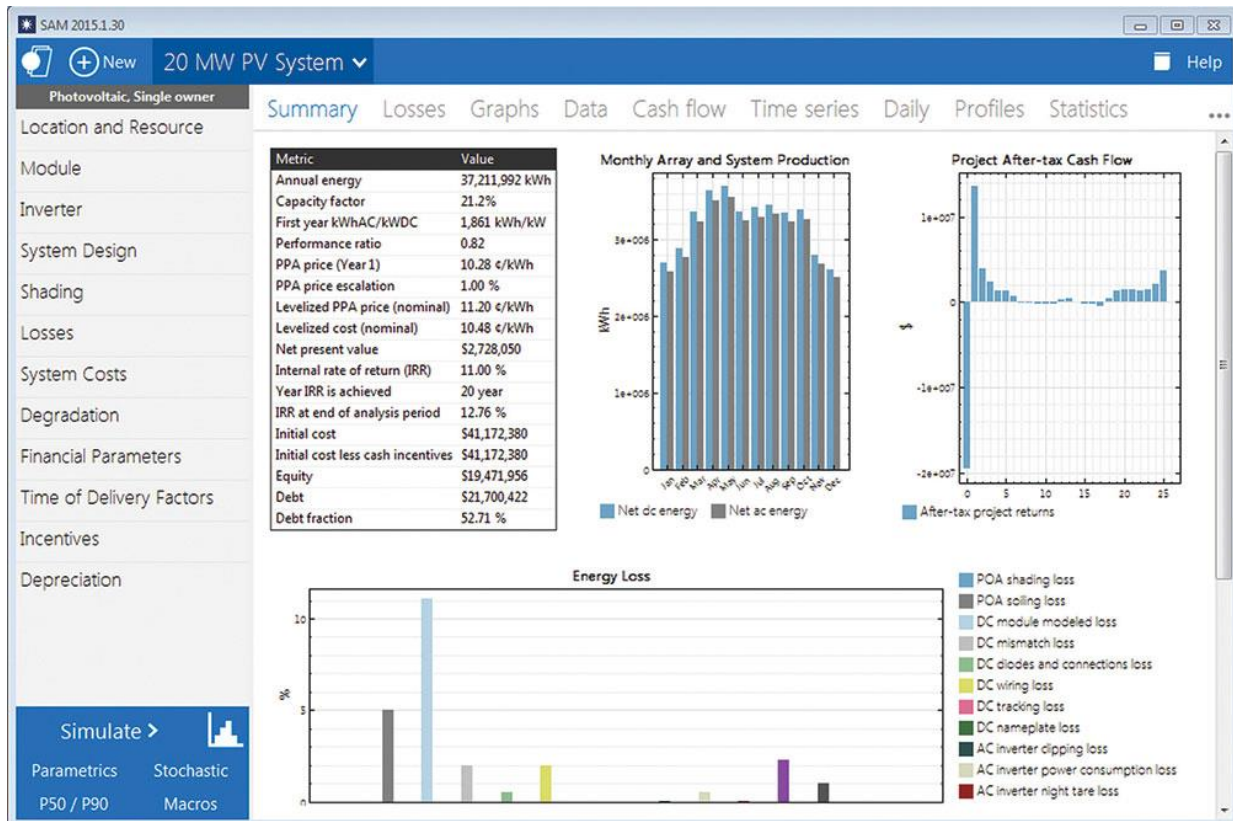 SAM 2015.1.30
New
20 MW PV System
Help
Photovoltaic, Single owner
Location and Resource
Module
Inverter
System Design
Shading
Losses
System Costs
Degradation
Financial Parameters
Time of Delivery Factors
Incentives
Depreciation
Simulate >
Parametrics Stochastic
P50 / P90 Macros
Summary Losses Graphs Data Cash flow Time series Daily Profiles Statistics ...
Metric Value
Annual energy 37,211,992 kWh
Capacity factor 21.2%
First year kWhAC/kWDC 1,861 kWh/kW
Performance ratio 0.82
PPA price (Year 1) 10.28 ¢/kWh
PPA price escalation 1.00 %
Levelized PPA price (nominal) 11.20 ¢/kWh
Levelized cost (nominal) 10.48 ¢/kWh
Net present value $2,728,050
Internal rate of return (IRR) 11.00 %
Year IRR is achieved 20 year
IRR at end of analysis period 12.76 %
Initial cost $41,172,380
Initial cost less cash incentives $41,172,380
Equity $19,471,956
Debt $21,700,422
Debt fraction 52.71 %
Monthly Array and System Production
kWh
3e+006
2e+006
1e+006
0
Jan Feb Mar Apr May Jun Jul Aug Sep Oct Nov Dec
Net dc energy Net ac energy
Project After-tax Cash Flow
$
1e+007
0
-1e+007
-2e+007
0 5 10 15 20 25
After-tax project returns
Energy Loss
%
10
5
0
POA shading loss
POA soiling loss
DC module modeled loss
DC mismatch loss
DC diodes and connections loss
DC wiring loss
DC tracking loss
DC nameplate loss
AC inverter clipping loss
AC inverter power consumption loss
AC inverter night tare loss